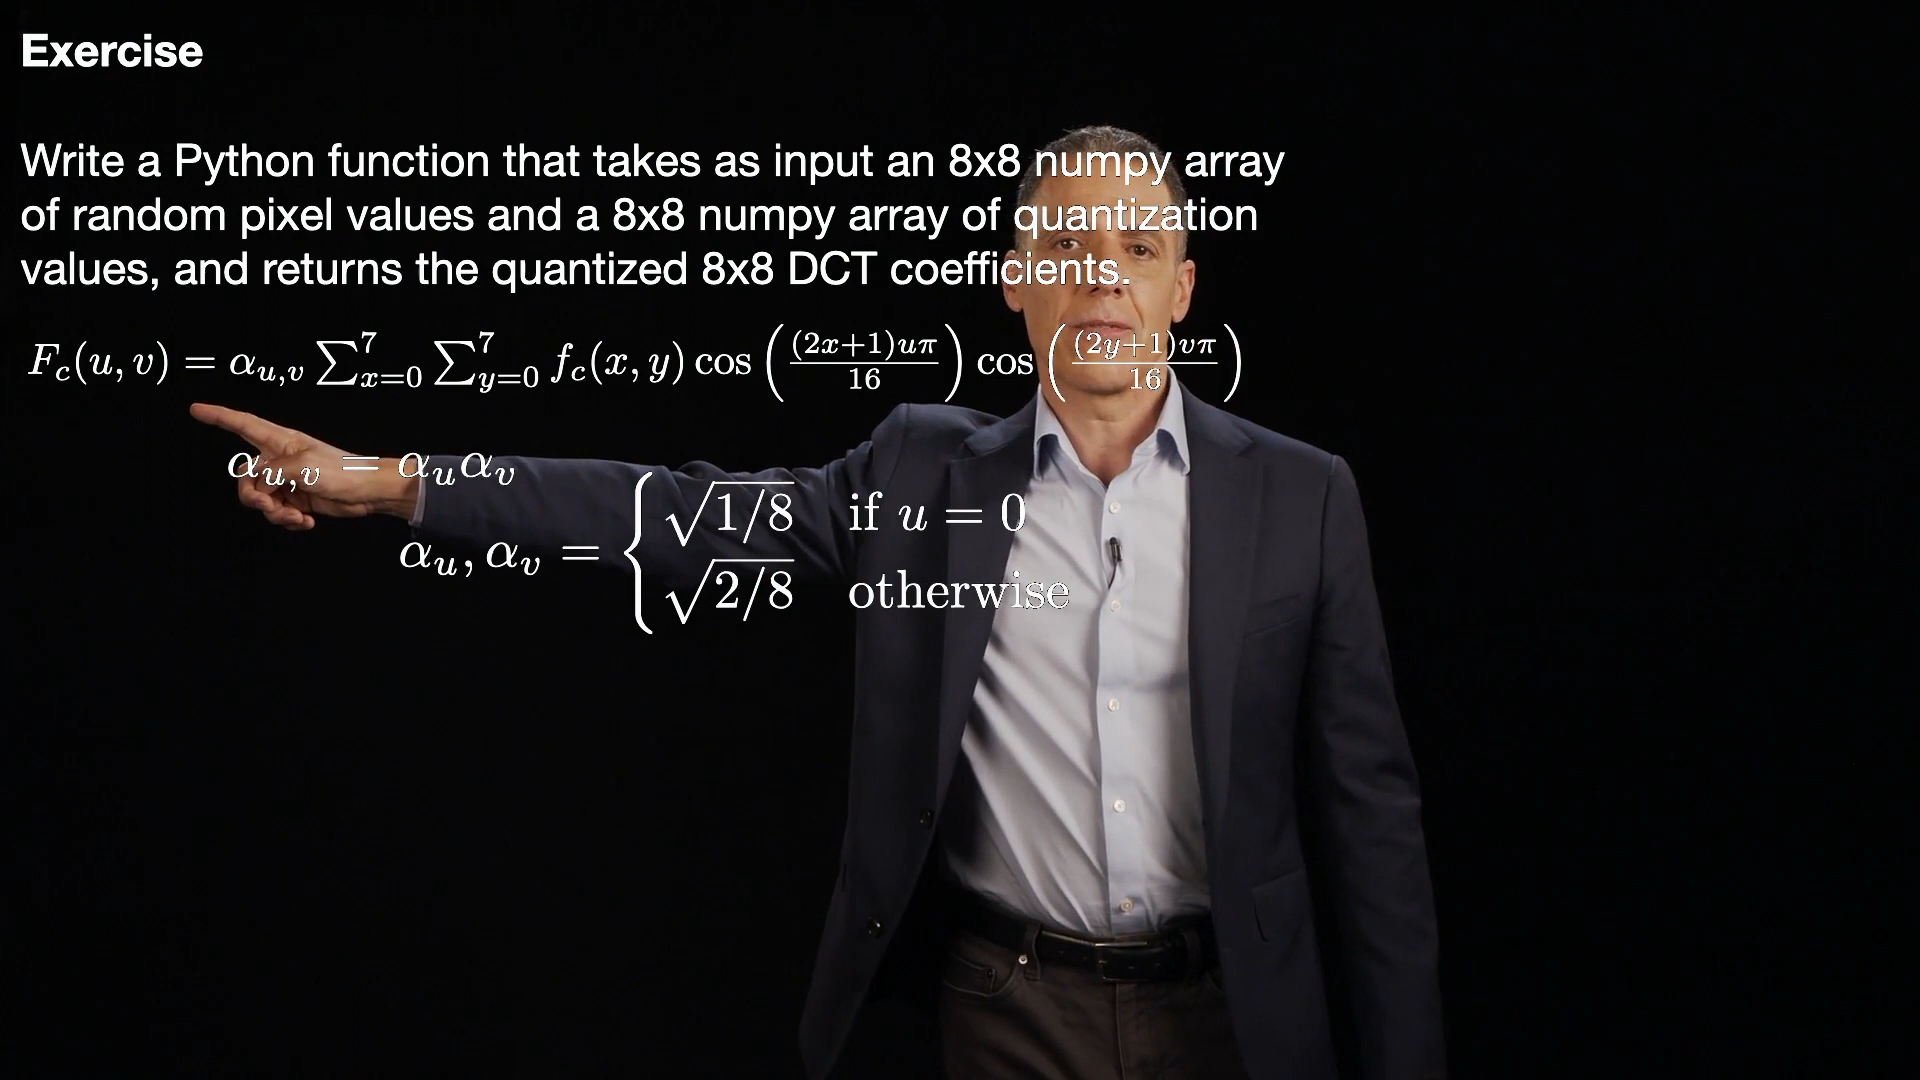 Exercise
Write a Python function that takes as input an 8x8 numpy array
of random pixel values and a 8x8 numpy array of quantization
values, and returns the quantized 8x8 DCT coefficients.
F_c(u, v) = α_{u,v} ∑_{x=0}^{7} ∑_{y=0}^{7} f_c(x, y) cos ((2x+1)uπ / 16) cos ((2y+1)vπ / 16)
α_{u,v} = α_u α_v
α_u, α_v = { √1/8 if u = 0
√2/8 otherwise